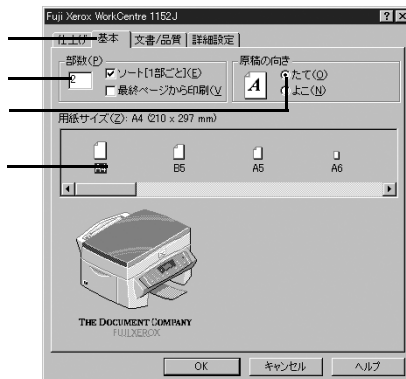 Fuji Xerox WorkCentre 1152J
仕上げ 基本 文書/品質 詳細設定
部数(P)
2
ソート[1部ごと](E)
最終ページから印刷(V
原稿の向き
A
たて(O)
よこ(N)
用紙サイズ(Z): A4 (210 x 297 mm)
A4 B5 A5 A6
THE DOCUMENT COMPANY
FUJI XEROX
OK キャンセル ヘルプ